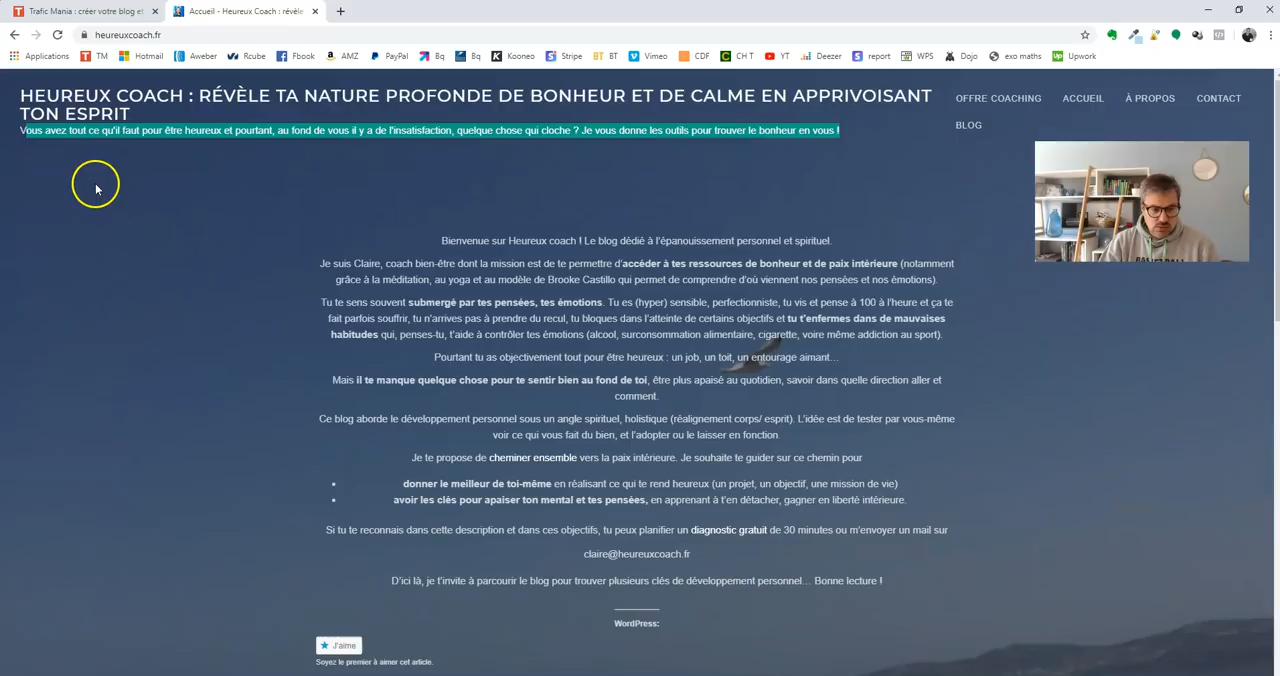 Trafic Mania : créer votre blog et
Accueil - Heureux Coach : révèle
heureuxcoach.fr
Applications TM Hotmail Aweber Rcube Fbook AMZ PayPal Bq Bq Kooneo Stripe BT Vimeo CDF CH T YT Deezer report WPS Dojo exo maths Upwork
HEUREUX COACH : RÉVÈLE TA NATURE PROFONDE DE BONHEUR ET DE CALME EN APPRIVOISANT
TON ESPRIT
Vous avez tout ce qu'il faut pour être heureux et pourtant, au fond de vous il y a de l'insatisfaction, quelque chose qui cloche ? Je vous donne les outils pour trouver le bonheur en vous !
OFFRE COACHING ACCUEIL À PROPOS CONTACT
BLOG
Bienvenue sur Heureux coach ! Le blog dédié à l'épanouissement personnel et spirituel.
Je suis Claire, coach bien-être dont la mission est de te permettre d'accéder à tes ressources de bonheur et de paix intérieure (notamment
grâce à la méditation, au yoga et au modèle de Brooke Castillo qui permet de comprendre d'où viennent nos pensées et nos émotions).
Tu te sens souvent submergé par tes pensées, tes émotions. Tu es (hyper) sensible, perfectionniste, tu vis et pense à 100 à l'heure et ça te
fait parfois souffrir, tu n'arrives pas à prendre du recul, tu bloques dans l'atteinte de certains objectifs et tu t'enfermes dans de mauvaises
habitudes qui, penses-tu, t'aide à contrôler tes émotions (alcool, surconsommation alimentaire, cigarette, voire même addiction au sport).
Pourtant tu as objectivement tout pour être heureux : un job, un toit, un entourage aimant…
Mais il te manque quelque chose pour te sentir bien au fond de toi, être plus apaisé au quotidien, savoir dans quelle direction aller et
comment.
Ce blog aborde le développement personnel sous un angle spirituel, holistique (réalignement corps/ esprit). L'idée est de tester par vous-même
voir ce qui vous fait du bien, et l'adopter ou le laisser en fonction.
Je te propose de cheminer ensemble vers la paix intérieure. Je souhaite te guider sur ce chemin pour
• donner le meilleur de toi-même en réalisant ce qui te rend heureux (un projet, un objectif, une mission de vie)
• avoir les clés pour apaiser ton mental et tes pensées, en apprenant à t'en détacher, gagner en liberté intérieure.
Si tu te reconnais dans cette description et dans ces objectifs, tu peux planifier un diagnostic gratuit de 30 minutes ou m'envoyer un mail sur
claire@heureuxcoach.fr
D'ici là, je t'invite à parcourir le blog pour trouver plusieurs clés de développement personnel… Bonne lecture !
WordPress:
J'aime
Soyez le premier à aimer cet article.